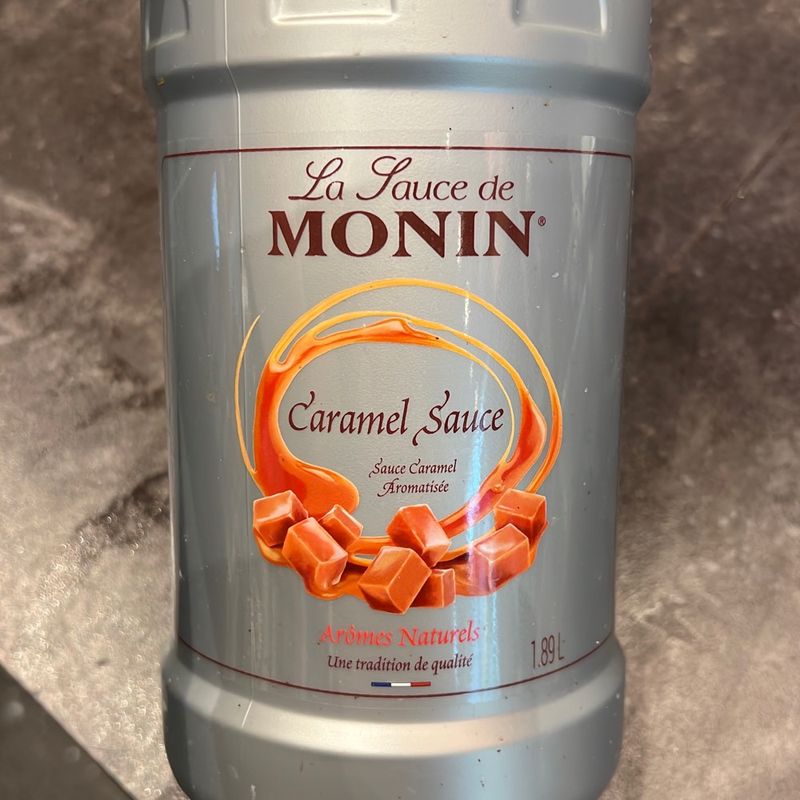 La Sauce de
MONIN®
Caramel Sauce
Sauce Caramel
Aromatisée
Arômes Naturels
Une tradition de qualité
1.89 L